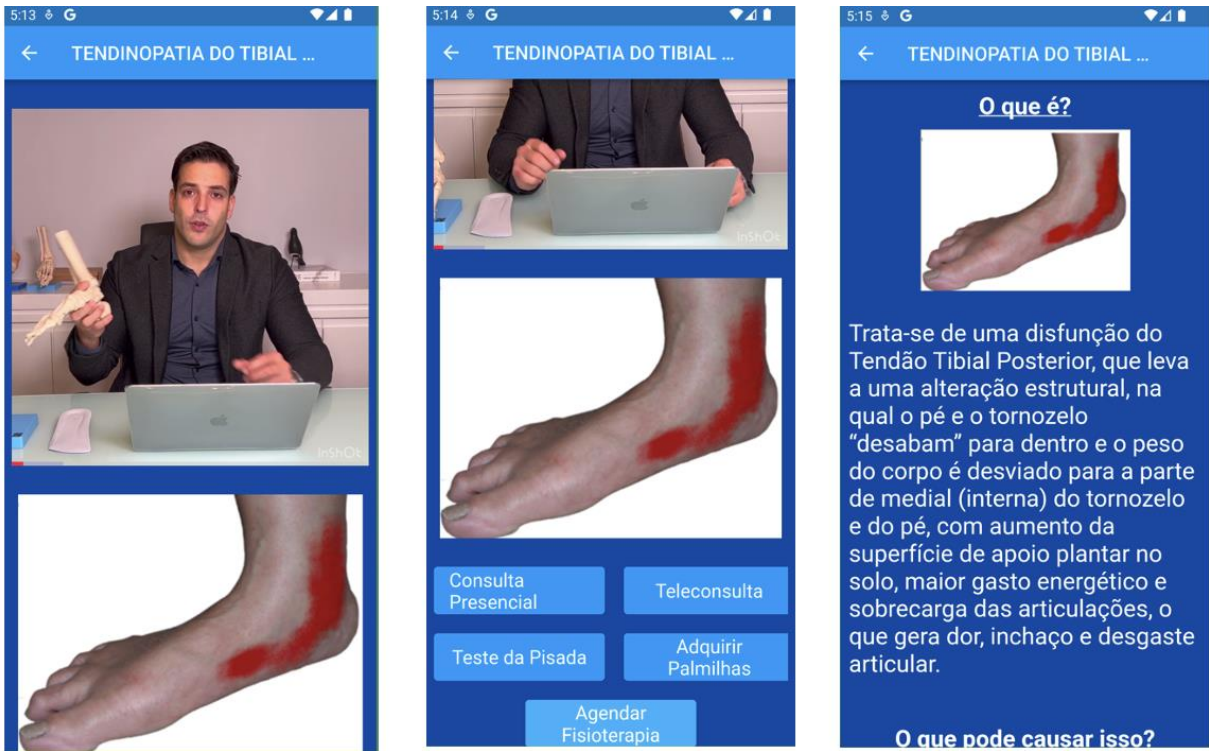 5:13 G
TENDINOPATIA DO TIBIAL ...
InShOt
5:14 G
TENDINOPATIA DO TIBIAL ...
InShOt
Consulta
Presencial
Teleconsulta
Teste da Pisada
Adquirir
Palmilhas
Agendar
Fisioterapia
5:15 G
TENDINOPATIA DO TIBIAL ...
O que é?
Trata-se de uma disfunção do
Tendão Tibial Posterior, que leva
a uma alteração estrutural, na
qual o pé e o tornozelo
“desabam” para dentro e o peso
do corpo é desviado para a parte
de medial (interna) do tornozelo
e do pé, com aumento da
superfície de apoio plantar no
solo, maior gasto energético e
sobrecarga das articulações, o
que gera dor, inchaço e desgaste
articular.
O que pode causar isso?